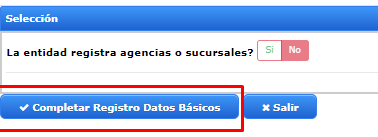 Selección
La entidad registra agencias o sucursales? Si No
✔ Completar Registro Datos Básicos ✖ Salir